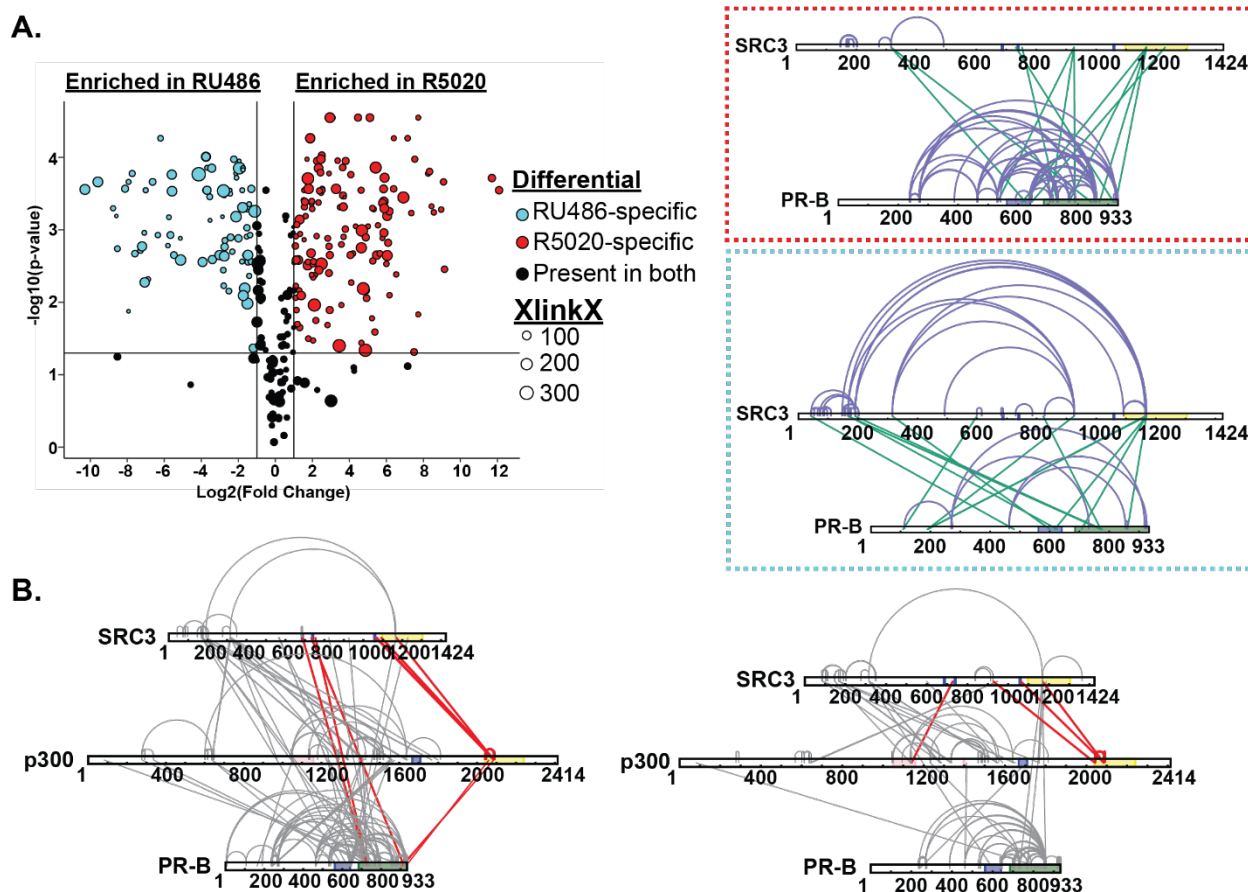 A.
Enriched in RU486 Enriched in R5020
-log10(p-value)
4
3
2
1
0
-10 -8 -6 -4 -2 0 2 4 6 8 10 12
Log2(Fold Change)
Differential
RU486-specific
R5020-specific
Present in both
XlinkX
100
200
300
SRC3
1 200 400 600 800 1000 1200 1424
PR-B
1 200 400 600 800 933
SRC3
1 200 400 600 800 1000 1200 1424
PR-B
1 200 400 600 800 933
B.
SRC3
1 200 400 600 800 1000 1200 1424
p300
1 400 800 1200 1600 2000 2414
PR-B
1 200 400 600 800 933
SRC3
1 200 400 600 800 1000 1200 1424
p300
1 400 800 1200 1600 2000 2414
PR-B
1 200 400 600 800 933